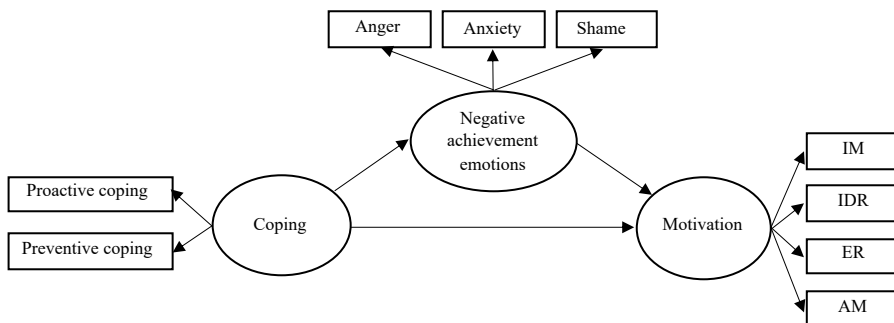 Anger
Anxiety
Shame
Negative
achievement
emotions
IM
Proactive coping
IDR
Coping
Motivation
Preventive coping
ER
AM